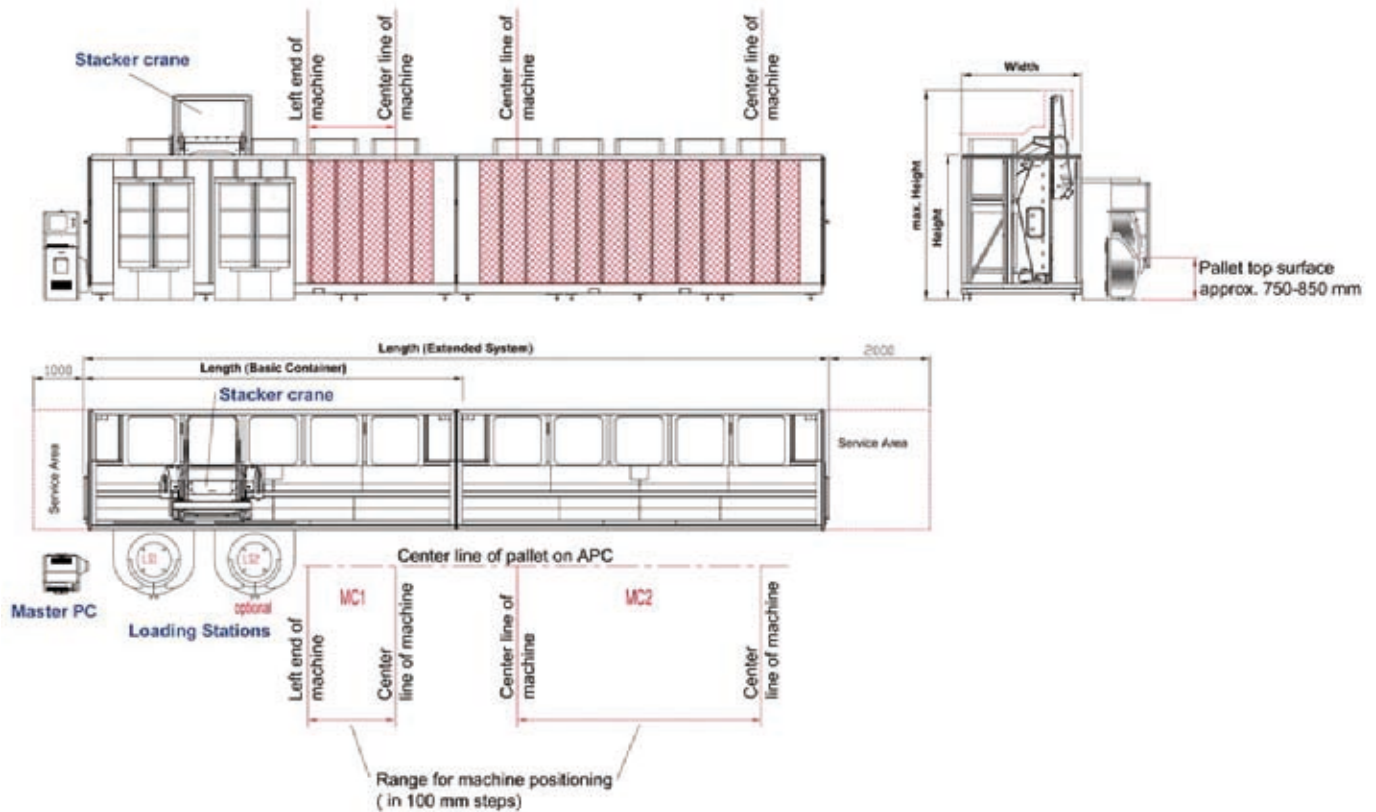 Stacker crane
Left end of
machine
Center line of
machine
Center line of
machine
Center line of
machine
Width
max. Height
Height
Pallet top surface
approx. 750-850 mm
Length (Extended System)
1000
2000
Length (Basic Container)
Stacker crane
Service Area
Service Area
LS1
LS2
Center line of pallet on APC
Master PC
optional
Loading Stations
MC1
MC2
Left end of
machine
Center
line of machine
Center line of
machine
Center
line of machine
Range for machine positioning
( in 100 mm steps)